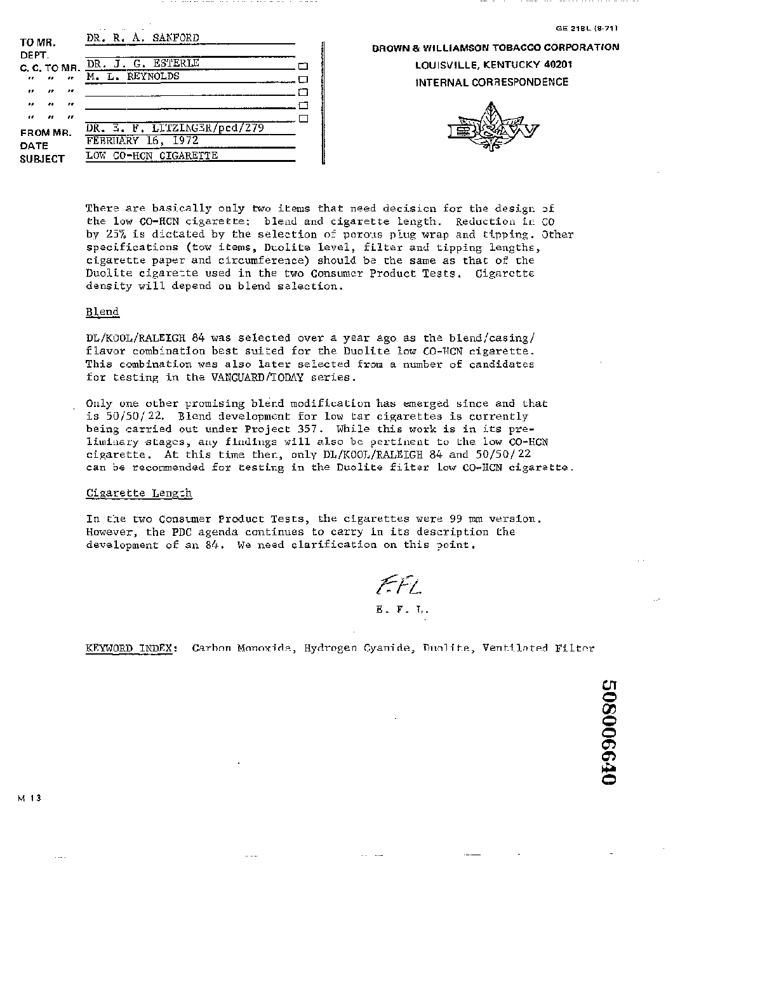 GE 218L (8-71)
TO MR. DR. R. A. SANFORD
DEPT.
C. C. TO MR. DR. J. G. ESTERLE
" " " M. L. REYNOLDS
" " "
" " "
" " "
FROM MR. DR. E. F. LITZINGER/pcd/279
DATE FEBRUARY 16, 1972
SUBJECT LOW CO-HCN CIGARETTE
BROWN & WILLIAMSON TOBACCO CORPORATION
LOUISVILLE, KENTUCKY 40201
INTERNAL CORRESPONDENCE
B&W
There are basically only two items that need decision for the design of
the low CO-HCN cigarette: blend and cigarette length. Reduction in CO
by 25% is dictated by the selection of porous plug wrap and tipping. Other
specifications (tow items, Duolite level, filter and tipping lengths,
cigarette paper and circumference) should be the same as that of the
Duolite cigarette used in the two Consumer Product Tests. Cigarette
density will depend on blend selection.
Blend
DL/KOOL/RALEIGH 84 was selected over a year ago as the blend/casing/
flavor combination best suited for the Duolite low CO-HCN cigarette.
This combination was also later selected from a number of candidates
for testing in the VANGUARD/TODAY series.
Only one other promising blend modification has emerged since and that
is 50/50/22. Blend development for low tar cigarettes is currently
being carried out under Project 357. While this work is in its pre-
liminary stages, any findings will also be pertinent to the low CO-HCN
cigarette. At this time then, only DL/KOOL/RALEIGH 84 and 50/50/22
can be recommended for testing in the Duolite filter low CO-HCN cigarette.
Cigarette Length
In the two Consumer Product Tests, the cigarettes were 99 mm version.
However, the PDC agenda continues to carry in its description the
development of an 84. We need clarification on this point.
E.F.L
E. F. L.
KEYWORD INDEX: Carbon Monoxide, Hydrogen Cyanide, Duolite, Ventilated Filter
508006640
M 13